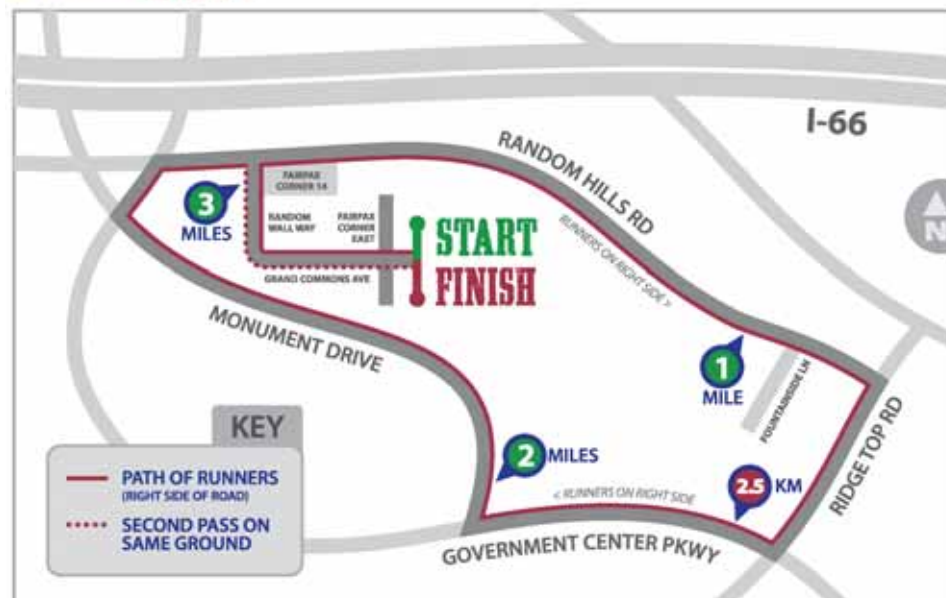 I-66
RANDOM HILLS RD
FAIRFAX
CORNER 14
3
MILES
RANDOM
WALL WAY
FAIRFAX
CORNER
EAST
START
FINISH
RUNNERS ON RIGHT SIDE >
N
GRAND COMMONS AVE
MONUMENT DRIVE
1
MILE
FOUNTAINSIDE LN
RIDGE TOP RD
2
MILES
2.5
KM
< RUNNERS ON RIGHT SIDE
GOVERNMENT CENTER PKWY
KEY
PATH OF RUNNERS
(RIGHT SIDE OF ROAD)
SECOND PASS ON
SAME GROUND